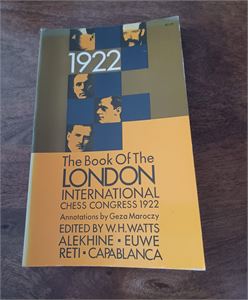 1922
The Book Of The
LONDON
INTERNATIONAL
CHESS CONGRESS 1922
Annotations by Geza Maroczy
EDITED BY W.H. WATTS
ALEKHINE • EUWE
RETI • CAPABLANCA